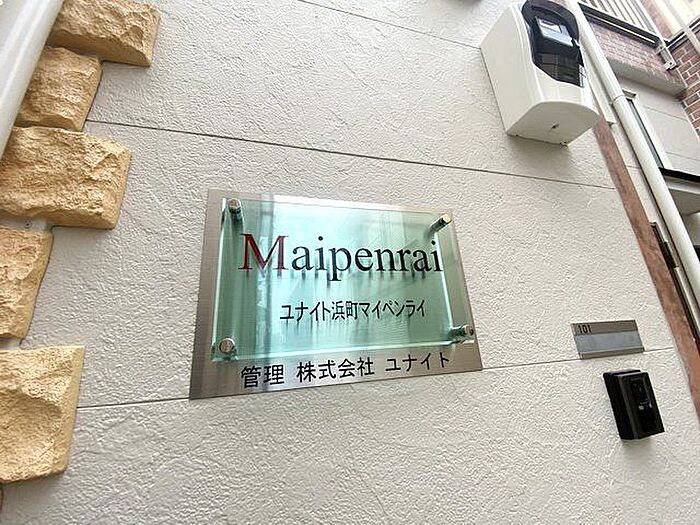 Maipenrai
ユナイト浜町マイペンライ
管理 株式会社 ユナイト
101